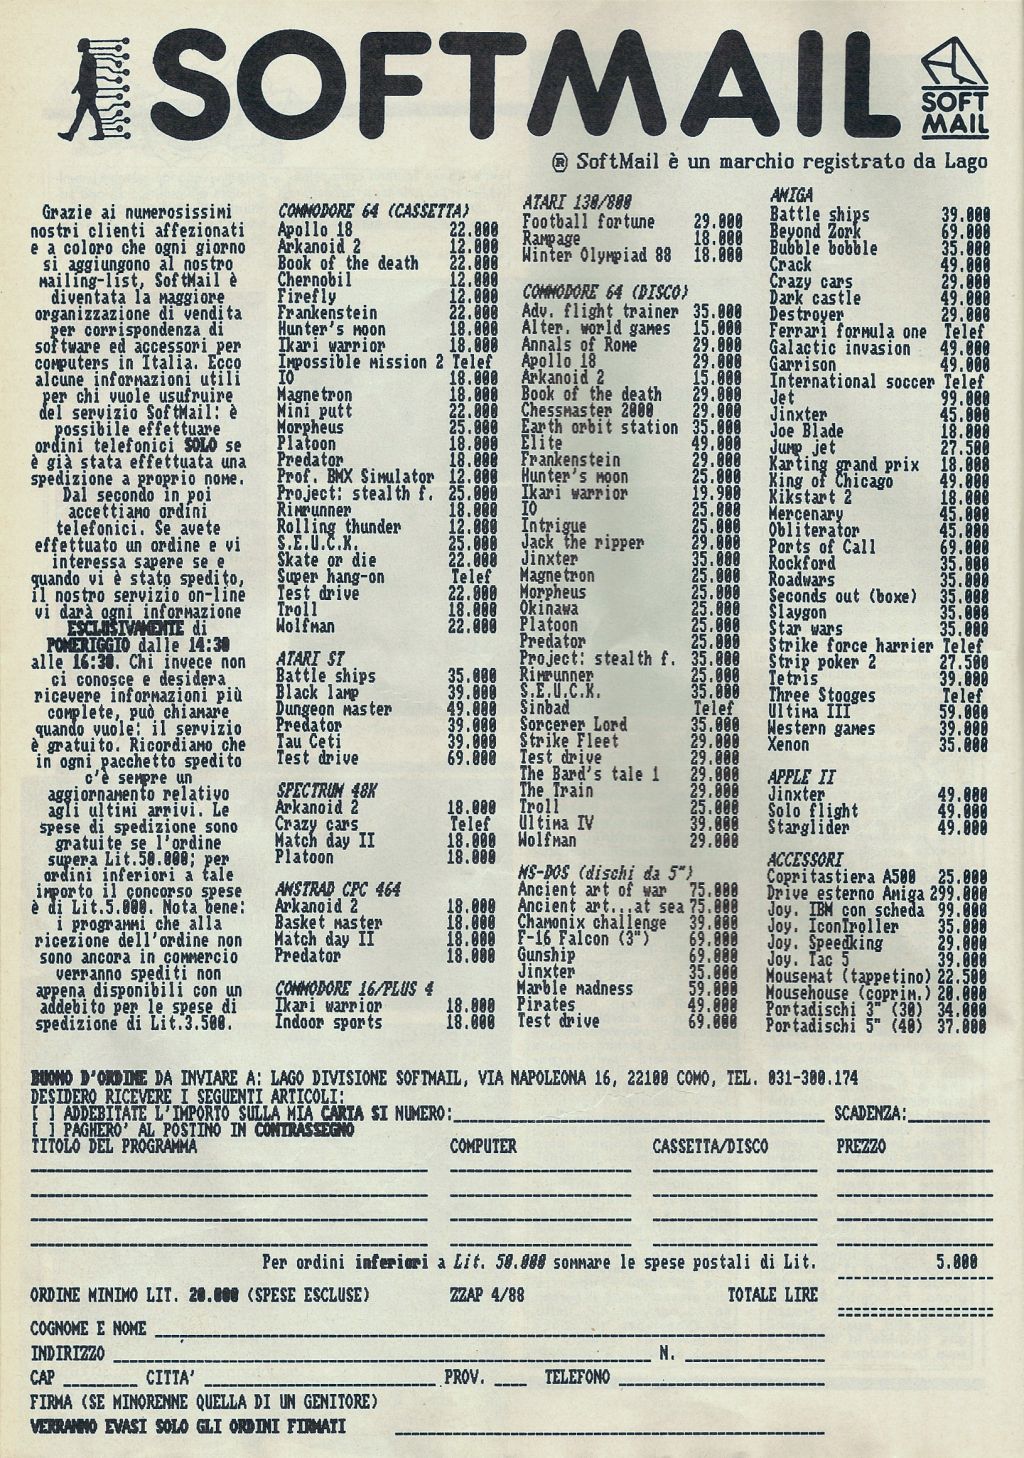 SOFTMAIL
SOFT
MAIL
® SoftMail è un marchio registrato da Lago
Grazie ai numerosissimi
nostri clienti affezionati
e a coloro che ogni giorno
si aggiungono al nostro
mailing-list, SoftMail è
diventata la maggiore
organizzazione di vendita
per corrispondenza di
software ed accessori per
computers in Italia. Ecco
alcune informazioni utili
per chi vuole usufruire
del servizio SoftMail: è
possibile effettuare
ordini telefonici SOLO se
è già stata effettuata una
spedizione a proprio nome.
Dal secondo in poi
accettiamo ordini
telefonici. Se avete
effettuato un ordine e vi
interessa sapere se e
quando vi è stato spedito,
il nostro servizio on-line
vi darà ogni informazione
ESCLUSIVAMENTE di
POMERIGGIO dalle 14:30
alle 16:30. Chi invece non
ci conosce e desidera
ricevere informazioni più
complete, può chiamare
quando vuole: il servizio
è gratuito. Ricordiamo che
in ogni pacchetto spedito
c'è sempre un
aggiornamento relativo
agli ultimi arrivi. Le
spese di spedizione sono
gratuite se l'ordine
supera Lit.50.000; per
ordini inferiori a tale
importo il concorso spese
è di Lit.5.000. Nota bene:
i programmi che alla
ricezione dell'ordine non
sono ancora in commercio
verranno spediti non
appena disponibili con un
addebito per le spese di
spedizione di Lit.3.500.
COMMODORE 64 (CASSETTA)
Apollo 18 22.000
Arkanoid 2 12.000
Book of the death 22.000
Chernobil 12.000
Firefly 12.000
Frankenstein 22.000
Hunter's moon 18.000
Ikari warrior 18.000
Impossible mission 2 Telef
IO 18.000
Magnetron 18.000
Mini putt 22.000
Morpheus 25.000
Platoon 18.000
Predator 18.000
Prof. BMX Simulator 12.000
Project: stealth f. 25.000
Rimrunner 18.000
Rolling thunder 12.000
S.E.U.C.K. 25.000
Skate or die 22.000
Super hang-on Telef
Test drive 22.000
Troll 18.000
Wolfman 22.000
ATARI ST
Battle ships 35.000
Black lamp 39.000
Dungeon master 49.000
Predator 39.000
Tau Ceti 39.000
Test drive 69.000
SPECTRUM 48K
Arkanoid 2 18.000
Crazy cars Telef
Match day II 18.000
Platoon 18.000
AMSTRAD CPC 464
Arkanoid 2 18.000
Basket master 18.000
Match day II 18.000
Predator 18.000
COMMODORE 16/PLUS 4
Ikari warrior 18.000
Indoor sports 18.000
ATARI 130/800
Football fortune 29.000
Rampage 18.000
Winter Olympiad 88 18.000
COMMODORE 64 (DISCO)
Adv. flight trainer 35.000
Alter. world games 15.000
Annals of Rome 29.000
Apollo 18 29.000
Arkanoid 2 15.000
Book of the death 29.000
Chessmaster 2000 29.000
Earth orbit station 35.000
Elite 49.000
Frankenstein 29.000
Hunter's moon 25.000
Ikari warrior 19.900
IO 25.000
Intrigue 25.000
Jack the ripper 29.000
Jinxter 35.000
Magnetron 25.000
Morpheus 35.000
Okinawa 25.000
Platoon 25.000
Predator 25.000
Project: stealth f. 35.000
Rimrunner 25.000
S.E.U.C.K. 35.000
Sinbad Telef
Sorcerer Lord 35.000
Strike Fleet 29.000
Test drive 29.000
The Bard's tale 1 29.000
The Train 29.000
Troll 25.000
Ultima IV 39.000
Wolfman 29.000
MS-DOS (dischi da 5")
Ancient art of war 75.000
Ancient art...at sea 75.000
Chamonix challenge 39.000
F-16 Falcon (3") 69.000
Gunship 69.000
Jinxter 35.000
Marble madness 59.000
Pirates 49.000
Test drive 69.000
AMIGA
Battle ships 39.000
Beyond Zork 69.000
Bubble bobble 35.000
Crack 49.000
Crazy cars 29.000
Dark castle 49.000
Destroyer 29.000
Ferrari formula one Telef
Galactic invasion 49.000
Garrison 49.000
International soccer Telef
Jet 99.000
Jinxter 45.000
Joe Blade 18.000
Jump jet 27.500
Karting grand prix 18.000
King of Chicago 49.000
Kikstart 2 18.000
Mercenary 45.000
Obliterator 45.000
Ports of Call 69.000
Rockford 35.000
Roadwars 35.000
Seconds out (boxe) 35.000
Slaygon 35.000
Star wars 35.000
Strike force harrier Telef
Strip poker 2 27.500
Tetris 39.000
Three Stooges Telef
Ultima III 59.000
Western games 39.000
Xenon 35.000
APPLE II
Jinxter 49.000
Solo flight 49.000
Starglider 49.000
ACCESSORI
Copritastiera A500 25.000
Drive esterno Amiga 299.000
Joy. IBM con scheda 99.000
Joy. IconTroller 35.000
Joy. Speedking 29.000
Joy. Tac 5 39.000
Mousemat (tappetino) 22.500
Mousehouse (coprim.) 20.000
Portadischi 3" (30) 34.000
Portadischi 5" (40) 37.000
BUONO D'ORDINE DA INVIARE A: LAGO DIVISIONE SOFTMAIL, VIA NAPOLEONA 16, 22100 COMO, TEL. 031-300.174
DESIDERO RICEVERE I SEGUENTI ARTICOLI:
[ ] ADDEBITATE L'IMPORTO SULLA MIA CARTA SI NUMERO: SCADENZA:
[ ] PAGHERO' AL POSTINO IN CONTRASSEGNO
TITOLO DEL PROGRAMMA COMPUTER CASSETTA/DISCO PREZZO
Per ordini inferiori a Lit. 50.000 sommare le spese postali di Lit. 5.000
ORDINE MINIMO LIT. 20.000 (SPESE ESCLUSE) ZZAP 4/88 TOTALE LIRE
COGNOME E NOME
INDIRIZZO N.
CAP CITTA' PROV. TELEFONO
FIRMA (SE MINORENNE QUELLA DI UN GENITORE)
VERRANNO EVASI SOLO GLI ORDINI FIRMATI